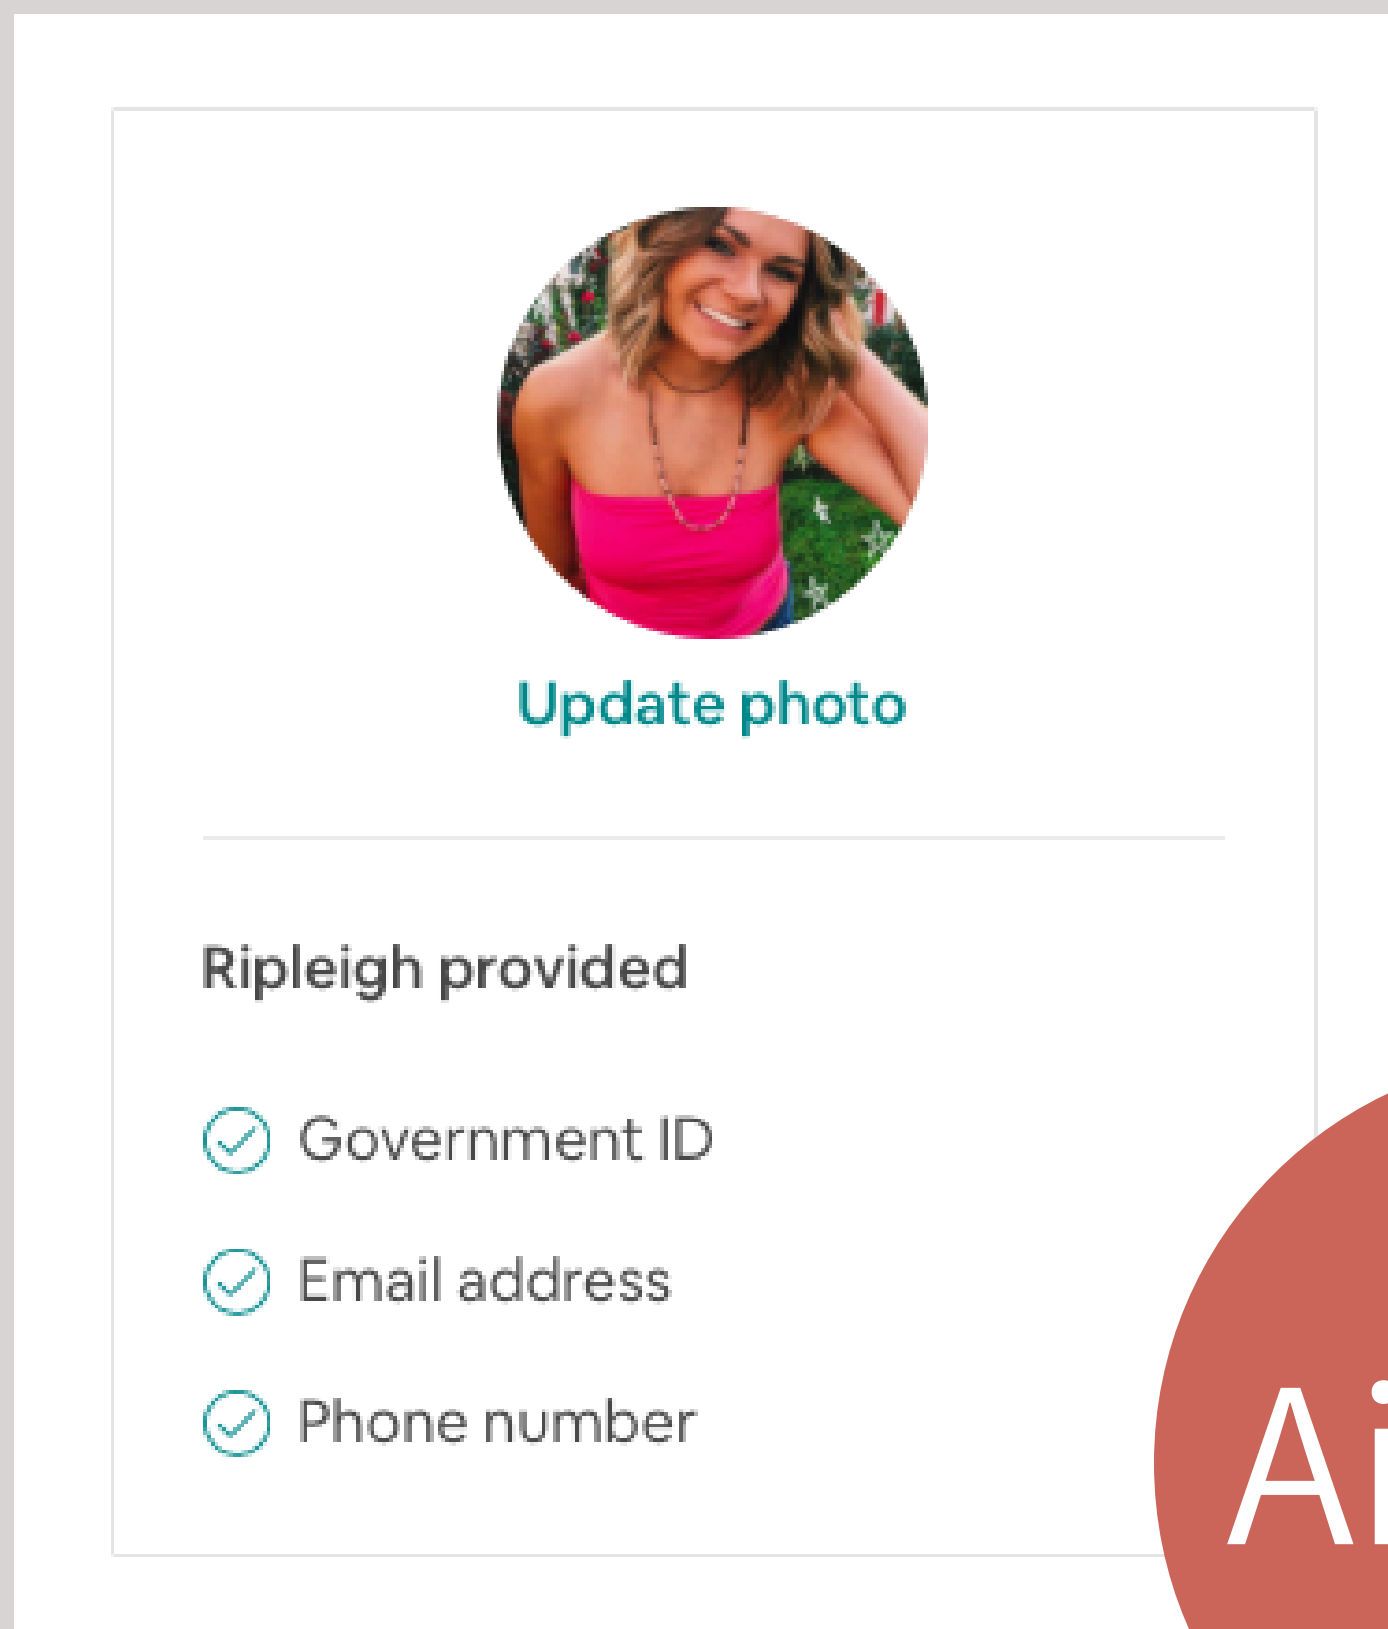 Update photo
Ripleigh provided
Government ID
Email address
Phone number
Ai